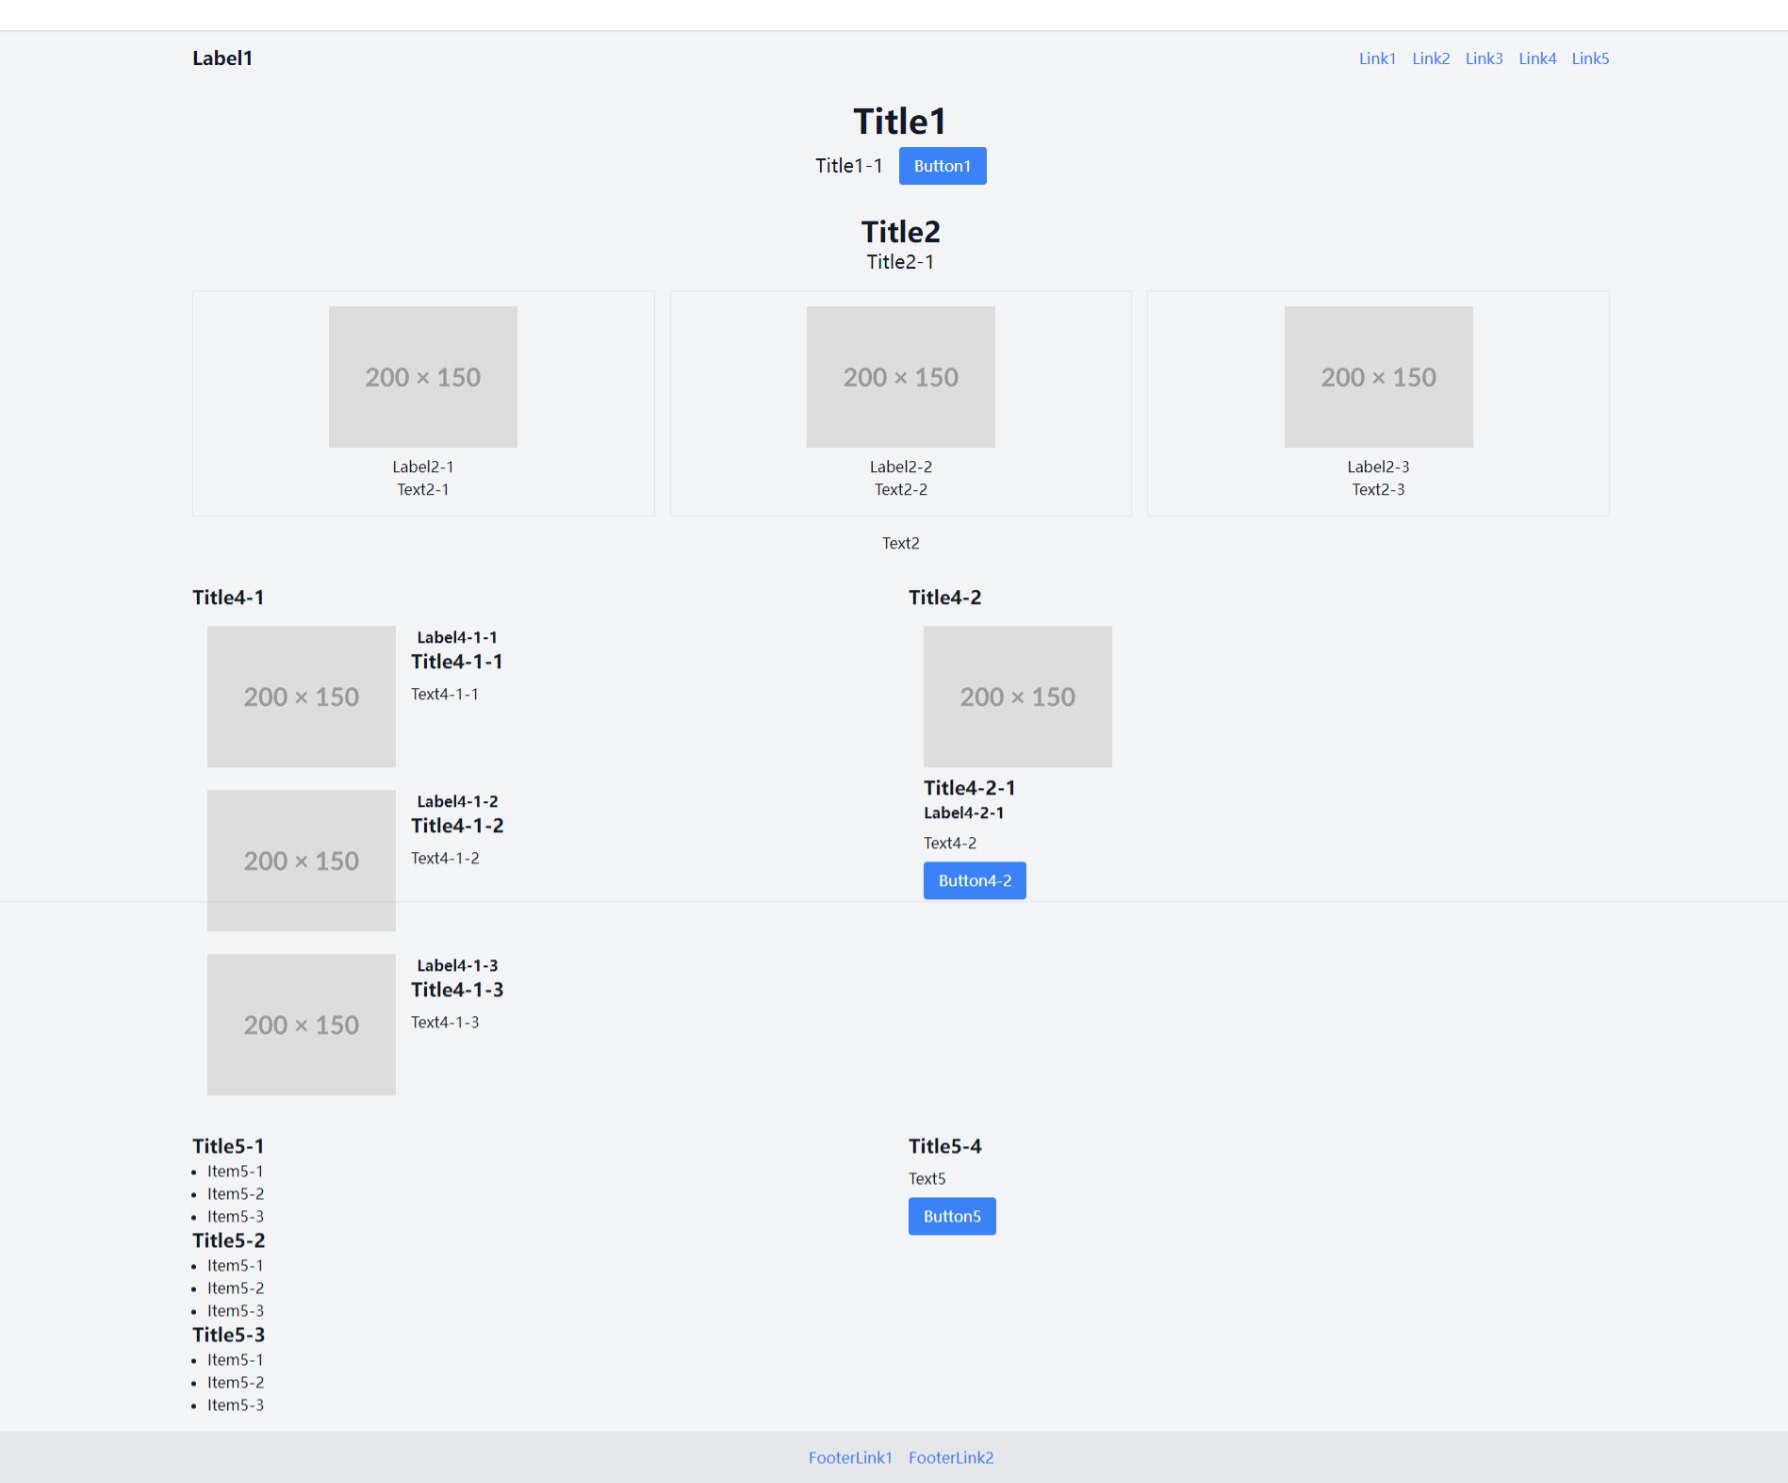 Label1
Link1 Link2 Link3 Link4 Link5
Title1
Title1-1 Button1
Title2
Title2-1
200 × 150
Label2-1
Text2-1
200 × 150
Label2-2
Text2-2
200 × 150
Label2-3
Text2-3
Text2
Title4-1
200 × 150
Label4-1-1
Title4-1-1
Text4-1-1
200 × 150
Label4-1-2
Title4-1-2
Text4-1-2
200 × 150
Label4-1-3
Title4-1-3
Text4-1-3
Title4-2
200 × 150
Title4-2-1
Label4-2-1
Text4-2
Button4-2
Title5-1
Item5-1
Item5-2
Item5-3
Title5-2
Item5-1
Item5-2
Item5-3
Title5-3
Item5-1
Item5-2
Item5-3
Title5-4
Text5
Button5
FooterLink1 FooterLink2